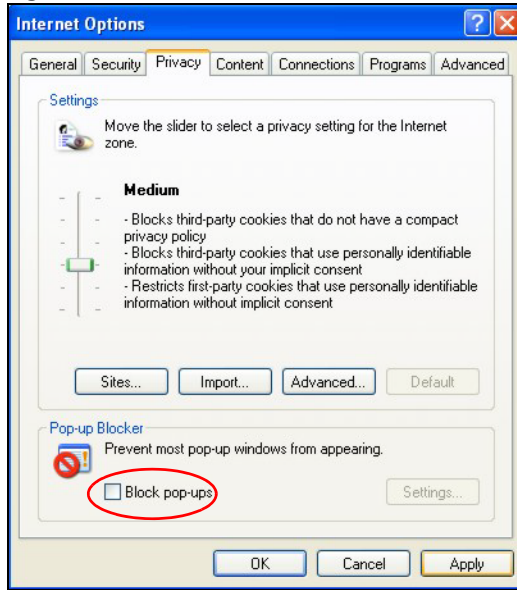 Internet Options
General Security Privacy Content Connections Programs Advanced
Settings
Move the slider to select a privacy setting for the Internet
zone.
Medium
- Blocks third-party cookies that do not have a compact
privacy policy
- Blocks third-party cookies that use personally identifiable
information without your implicit consent
- Restricts first-party cookies that use personally identifiable
information without implicit consent
Sites... Import... Advanced... Default
Pop-up Blocker
Prevent most pop-up windows from appearing.
Block pop-ups Settings...
OK Cancel Apply